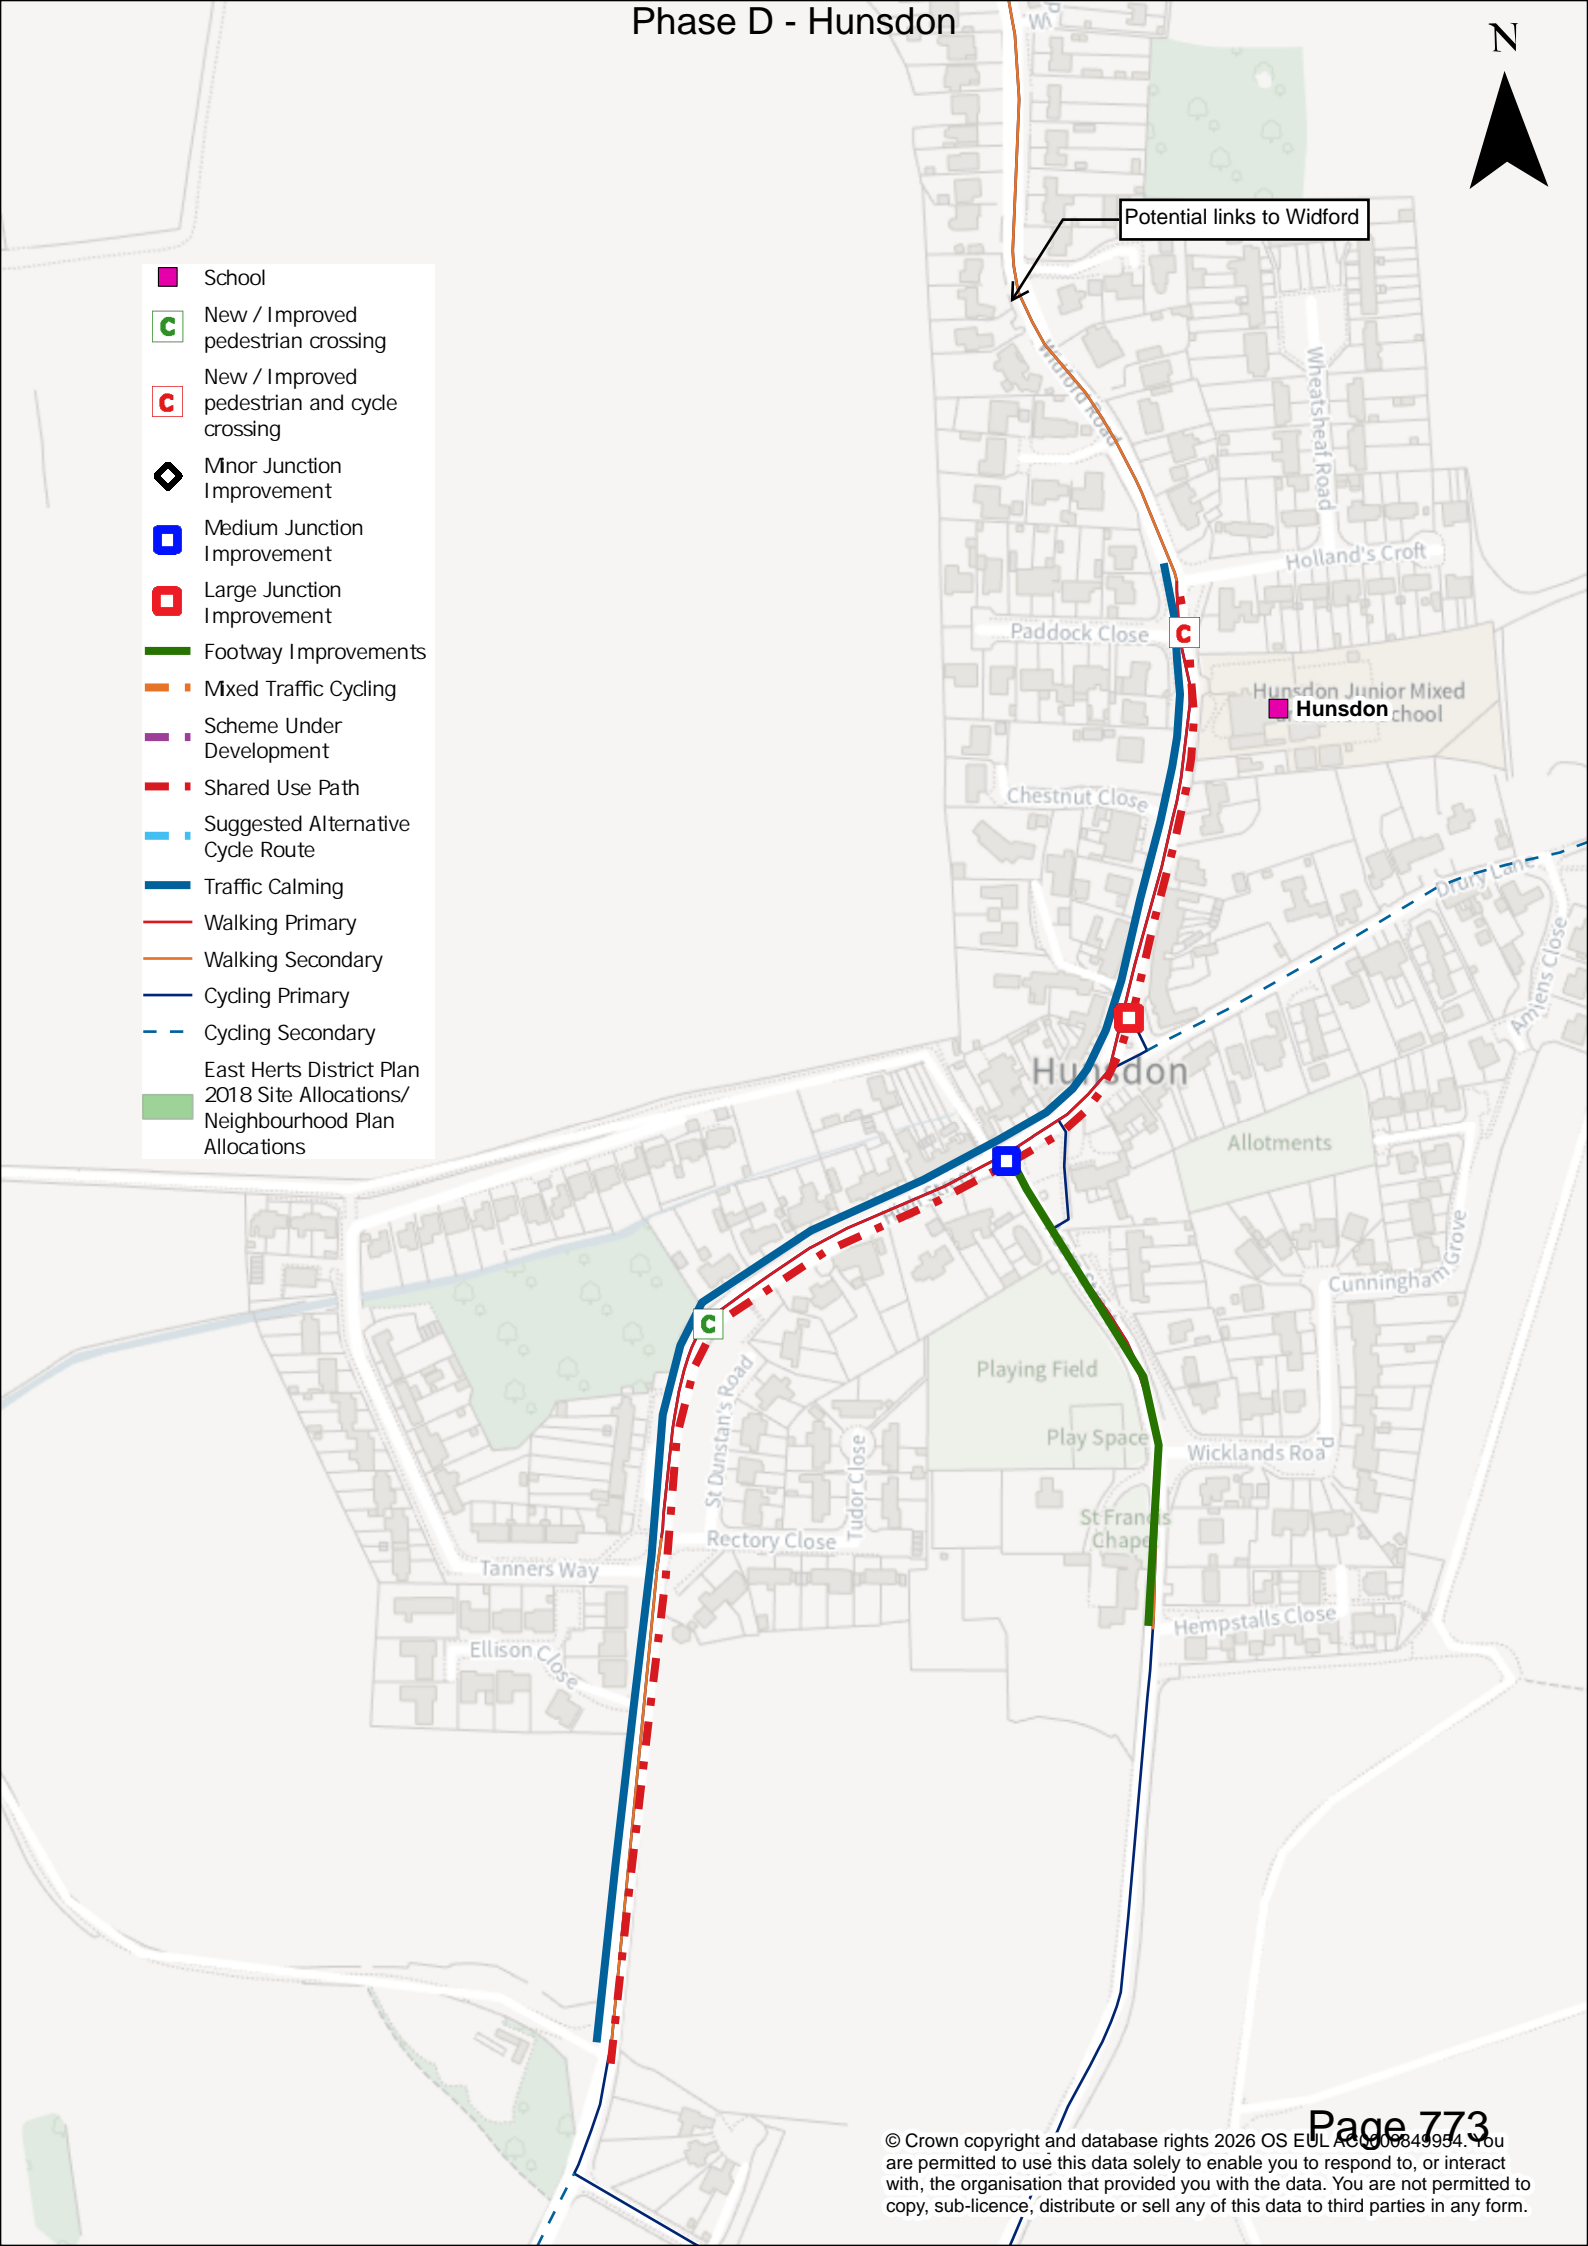 Phase D - Hunsdon
N
Potential links to Widford
School
New / Improved
pedestrian crossing
New / Improved
pedestrian and cycle
crossing
Minor Junction
Improvement
Medium Junction
Improvement
Large Junction
Improvement
Footway Improvements
Mixed Traffic Cycling
Scheme Under
Development
Shared Use Path
Suggested Alternative
Cycle Route
Traffic Calming
Walking Primary
Walking Secondary
Cycling Primary
Cycling Secondary
East Herts District Plan
2018 Site Allocations/
Neighbourhood Plan
Allocations
C
C
Widford Road
Wheatsheaf Road
Holland's Croft
Paddock Close
C
Hunsdon Junior Mixed
Hunsdon
Chestnut Close
Drury Lane
Amiens Close
Hunsdon
Allotments
High Street
Cunningham Grove
C
Playing Field
Play Space
St Dunstan's Road
Tudor Close
Wicklands Road
St Francis
Chapel
Rectory Close
Tanners Way
Hempstalls Close
Ellison Close
Page 773
© Crown copyright and database rights 2026 OS EUL AC0000849954. You
are permitted to use this data solely to enable you to respond to, or interact
with, the organisation that provided you with the data. You are not permitted to
copy, sub-licence, distribute or sell any of this data to third parties in any form.